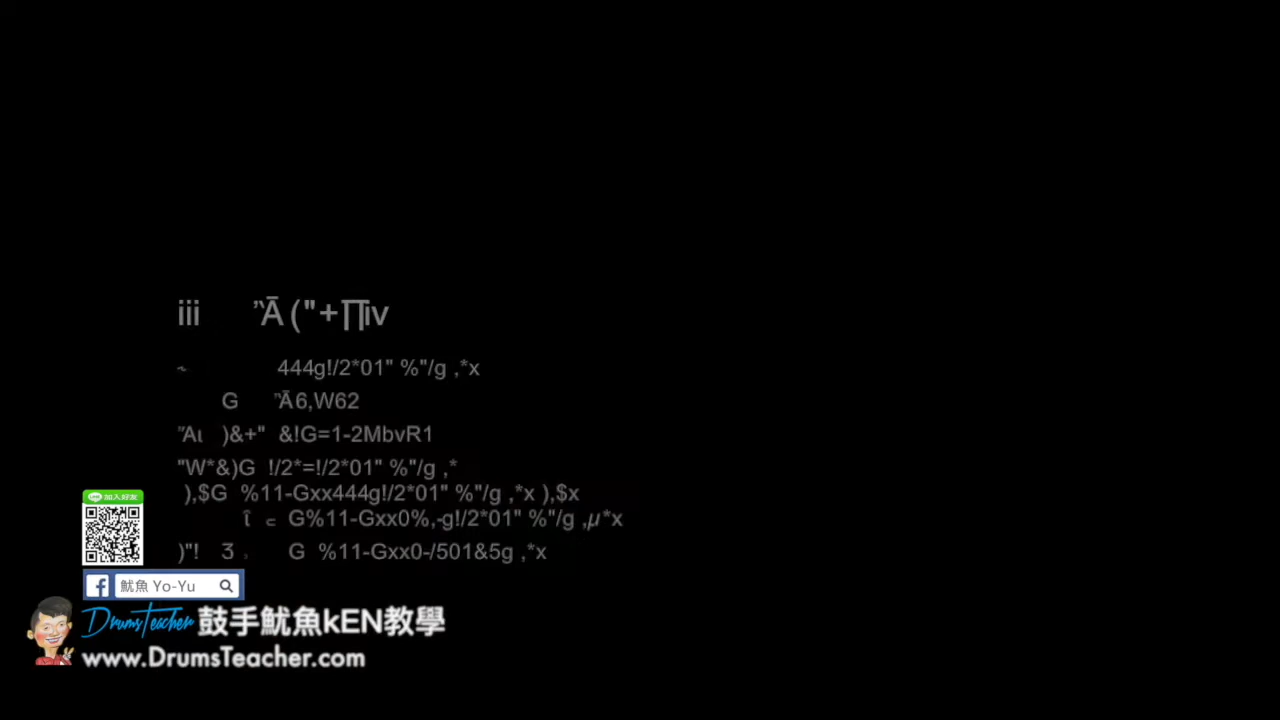 iii ”Ā ("+∏iv
~ 444g!/2*01" %"/g ,*x
G ”Ā6,W62
”Aι )&+" &!G=1-2MbvR1
"W*&)G !/2*=!/2*01" %"/g ,*
),$G %11-Gxx444g!/2*01" %"/g ,*x ),$x
G%11-Gxx0%,-g!/2*01" %"/g ,µ*x
)"! 3 G %11-Gxx0-/501&5g ,*x
LINE 加入好友
魷魚 Yo-Yu
DrumsTeacher 鼓手魷魚kEN教學
www.DrumsTeacher.com